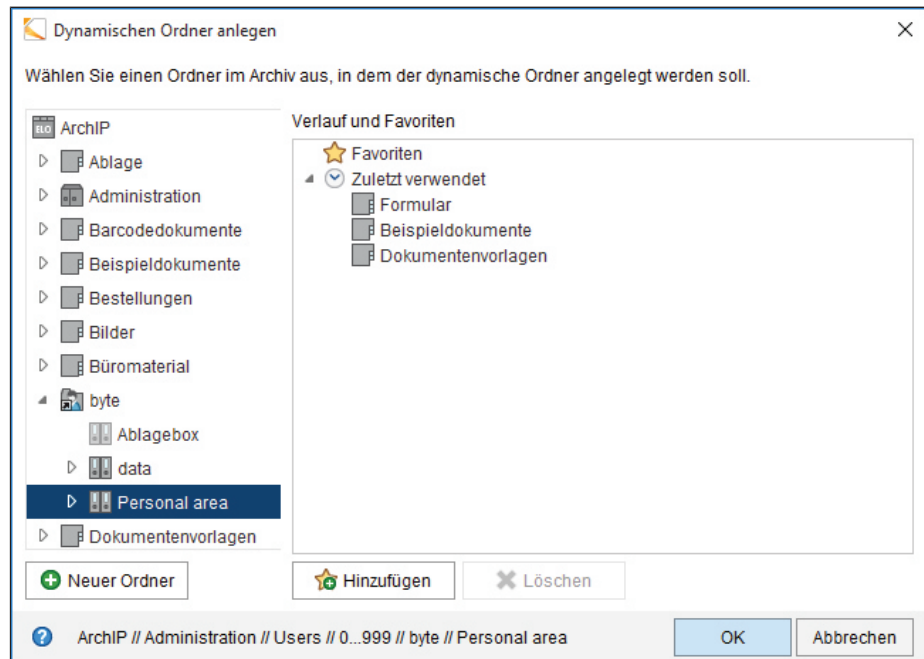 Dynamischen Ordner anlegen
Wählen Sie einen Ordner im Archiv aus, in dem der dynamische Ordner angelegt werden soll.
ELO ArchIP
Ablage
Administration
Barcodedokumente
Beispieldokumente
Bestellungen
Bilder
Büromaterial
byte
Ablagebox
data
Personal area
Dokumentenvorlagen
Neuer Ordner
Verlauf und Favoriten
Favoriten
Zuletzt verwendet
Formular
Beispieldokumente
Dokumentenvorlagen
Hinzufügen
Löschen
ArchIP // Administration // Users // 0...999 // byte // Personal area
OK
Abbrechen